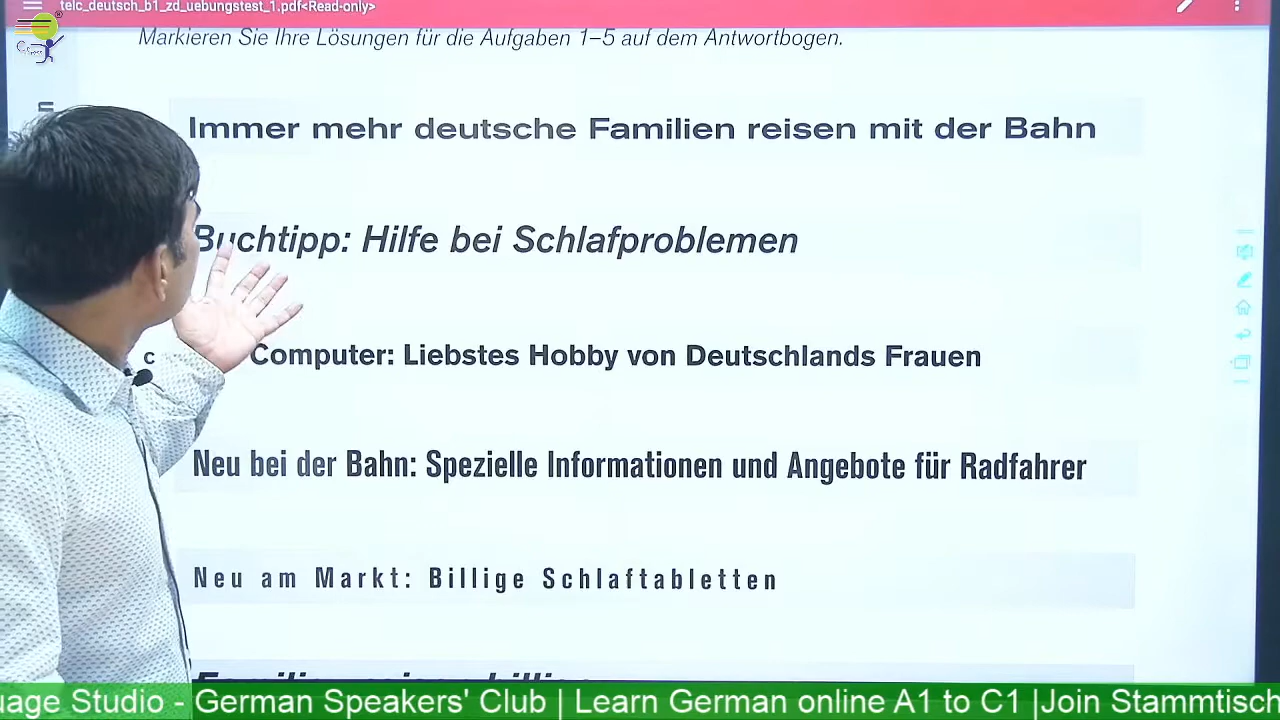 telc_deutsch_b1_zd_uebungstest_1.pdf<Read-only>
Markieren Sie Ihre Lösungen für die Aufgaben 1–5 auf dem Antwortbogen.
Immer mehr deutsche Familien reisen mit der Bahn
Buchtipp: Hilfe bei Schlafproblemen
c Computer: Liebstes Hobby von Deutschlands Frauen
Neu bei der Bahn: Spezielle Informationen und Angebote für Radfahrer
Neu am Markt: Billige Schlaftabletten
uage Studio - German Speakers' Club | Learn German online A1 to C1 |Join Stammtisch